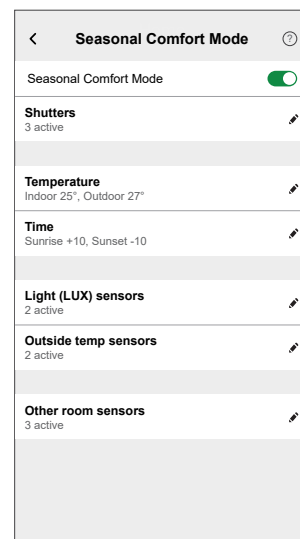 Seasonal Comfort Mode
?
Seasonal Comfort Mode
Shutters
3 active
Temperature
Indoor 25°, Outdoor 27°
Time
Sunrise +10, Sunset -10
Light (LUX) sensors
2 active
Outside temp sensors
2 active
Other room sensors
3 active